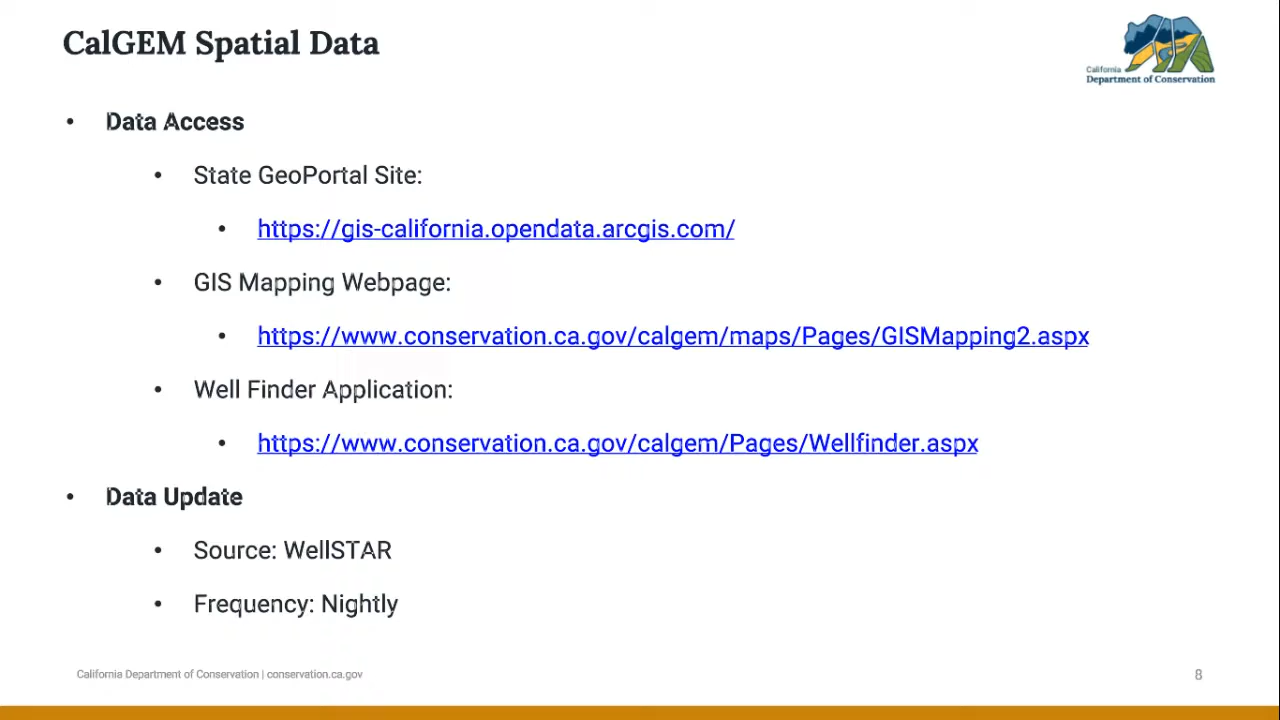 CalGEM Spatial Data
California
Department of Conservation
• Data Access
• State GeoPortal Site:
• https://gis-california.opendata.arcgis.com/
• GIS Mapping Webpage:
• https://www.conservation.ca.gov/calgem/maps/Pages/GISMapping2.aspx
• Well Finder Application:
• https://www.conservation.ca.gov/calgem/Pages/Wellfinder.aspx
• Data Update
• Source: WellSTAR
• Frequency: Nightly
California Department of Conservation | conservation.ca.gov
8